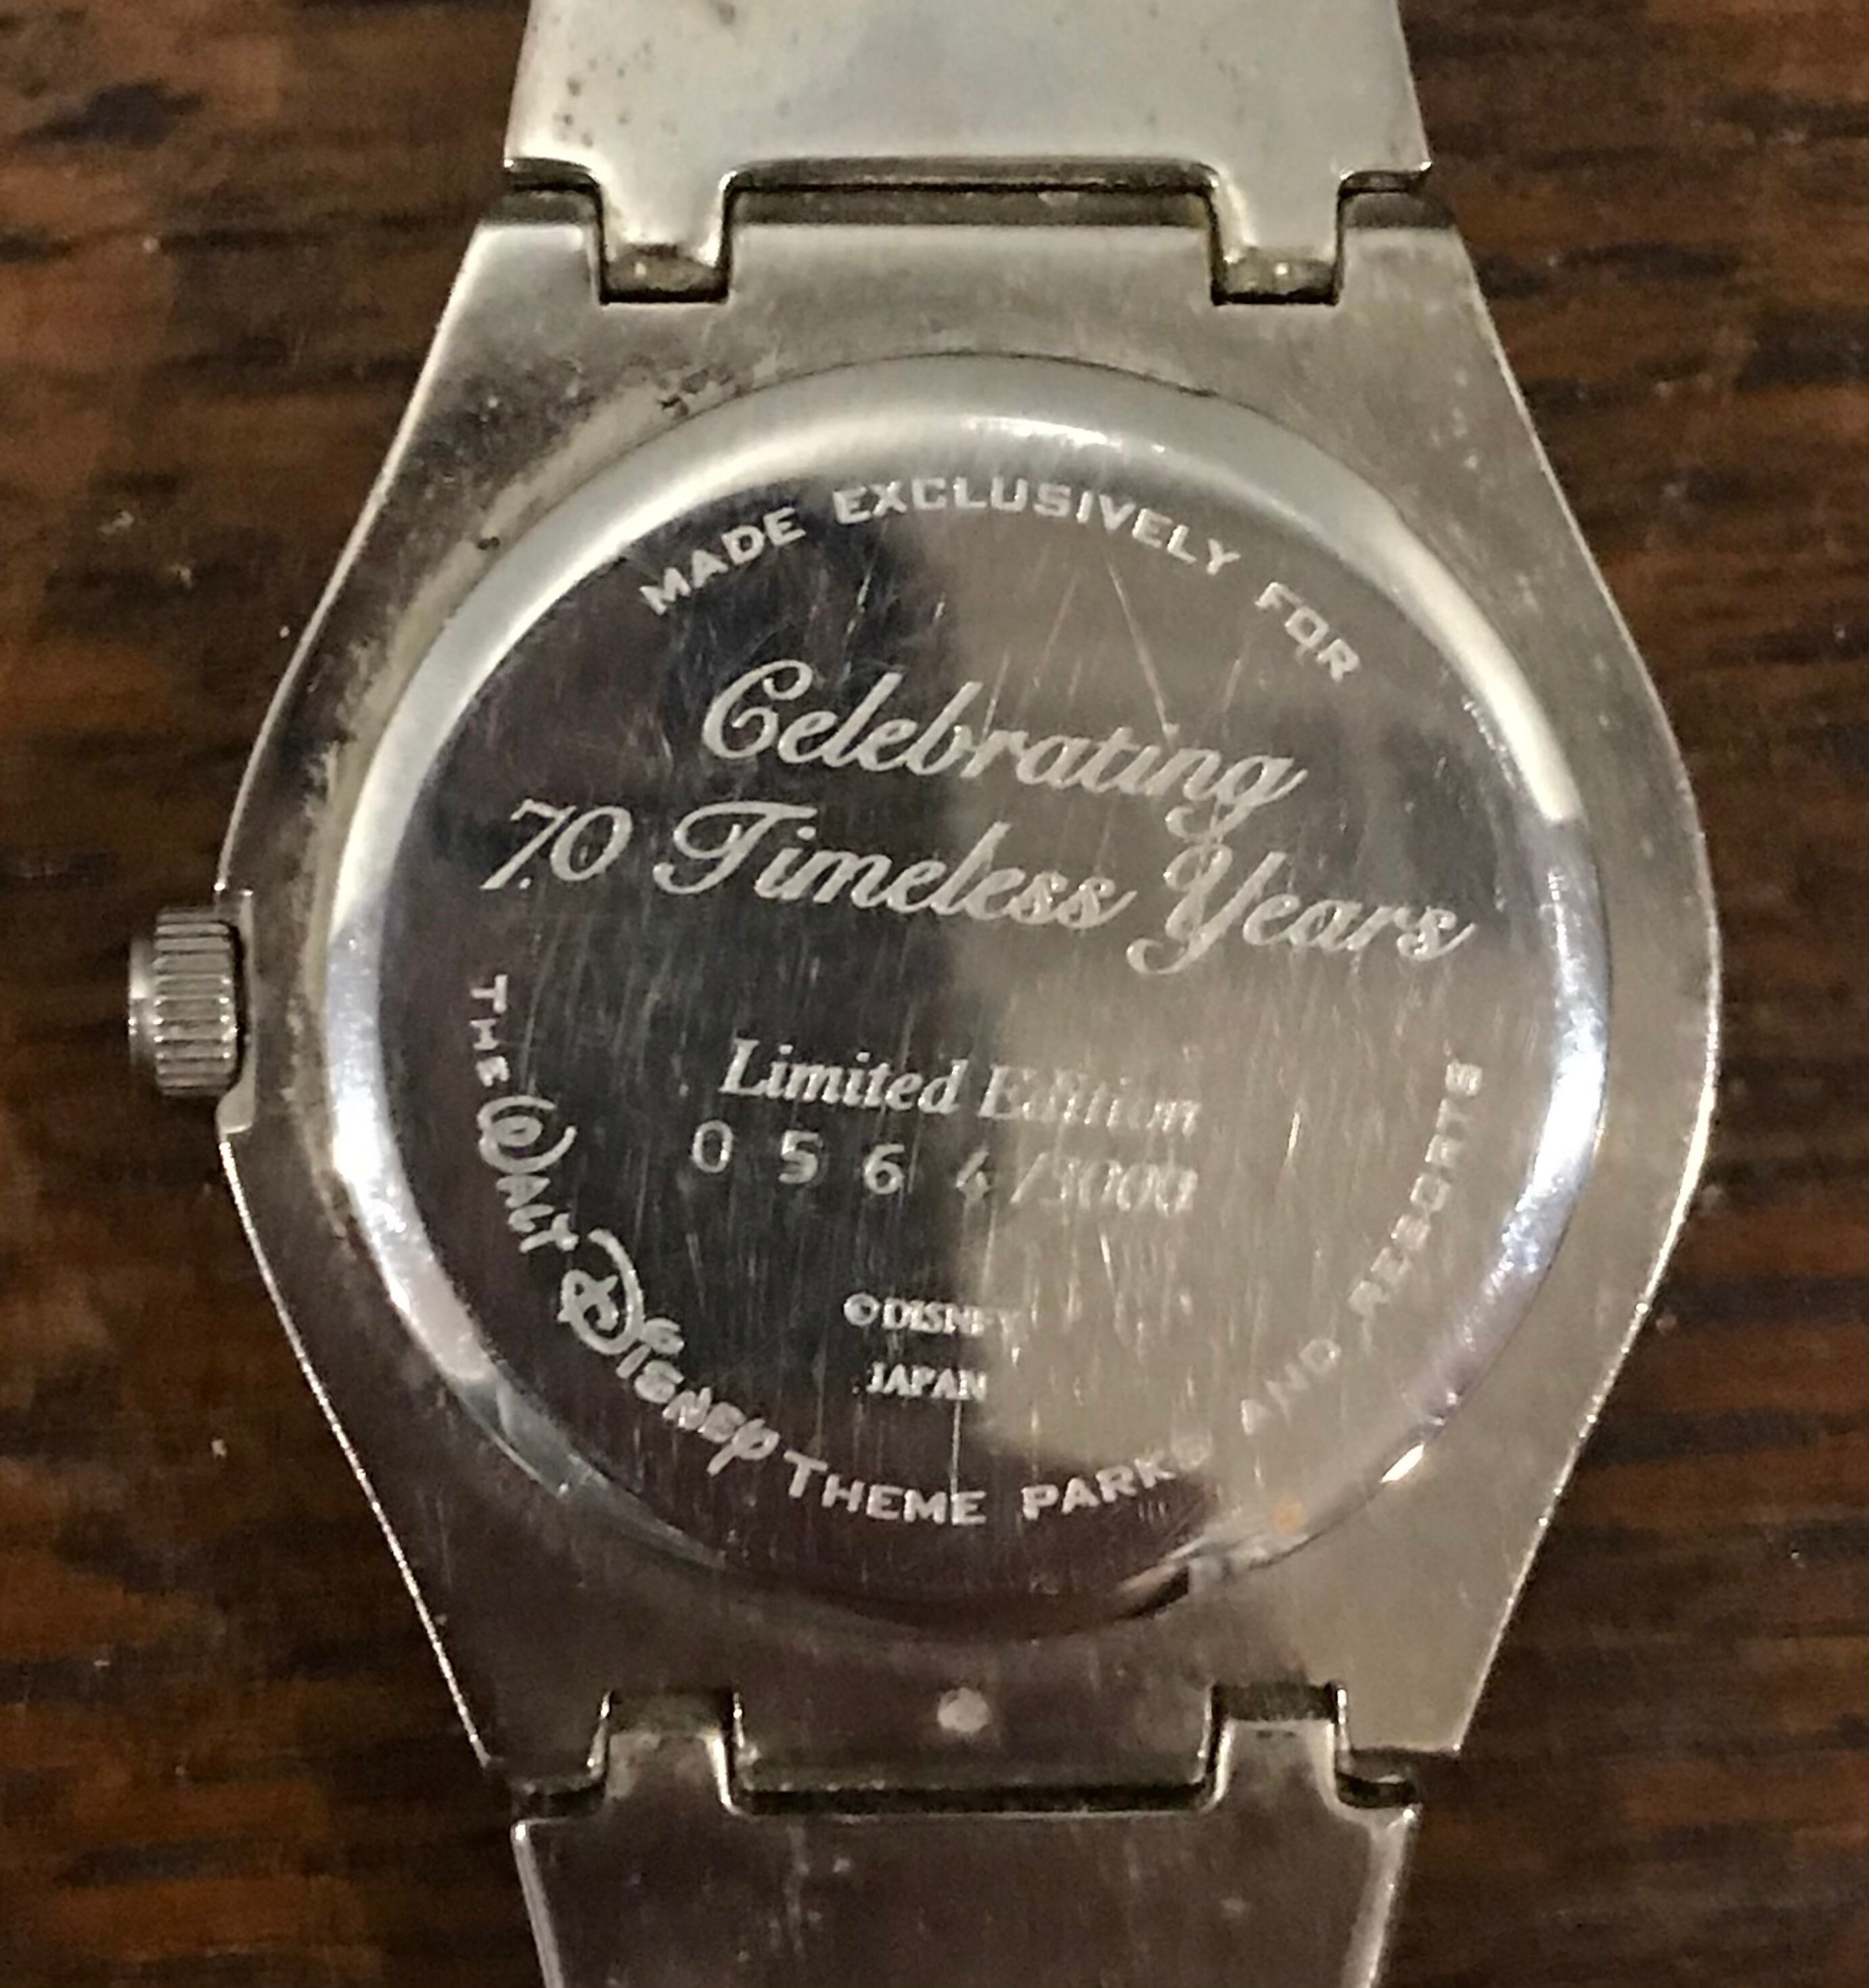 MADE EXCLUSIVELY FOR
Celebrating
70 Timeless Years
Limited Edition
0564/3000
©DISNEY
JAPAN
THE WALT DISNEY THEME PARKS AND RESORTS